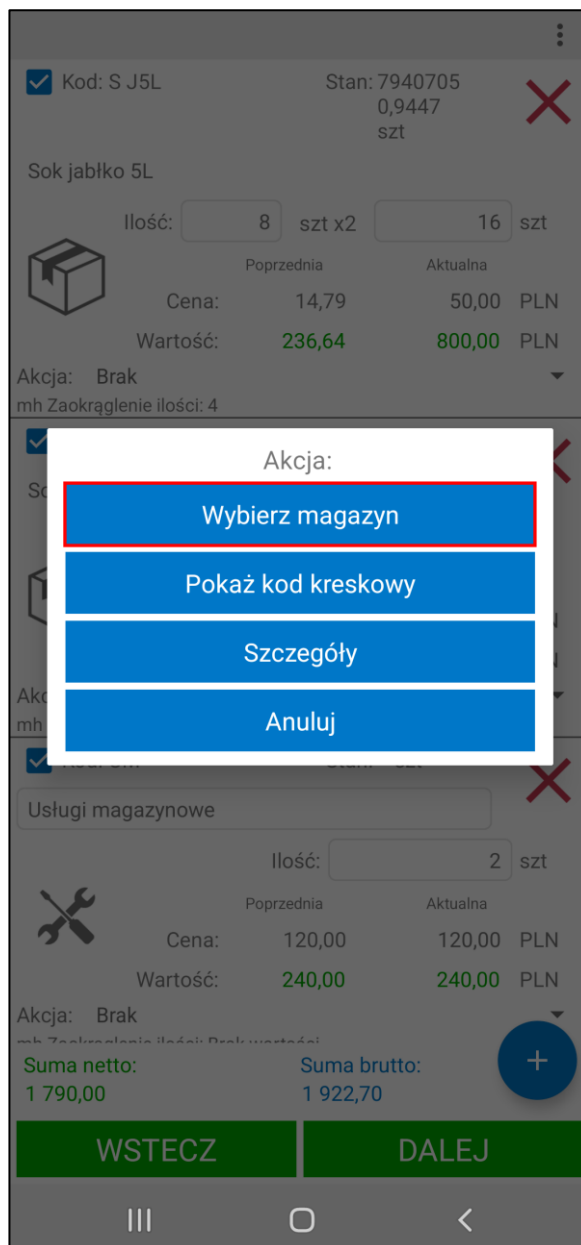 Kod: S J5L Stan: 7940705
0,9447
szt
Sok jabłko 5L
Ilość: 8 szt x2 16 szt
Poprzednia Aktualna
Cena: 14,79 50,00 PLN
Wartość: 236,64 800,00 PLN
Akcja: Brak
mh Zaokrąglenie ilości: 4
Akcja:
Wybierz magazyn
Pokaż kod kreskowy
Szczegóły
Anuluj
mh
Usługi magazynowe
Ilość: 2 szt
Poprzednia Aktualna
Cena: 120,00 120,00 PLN
Wartość: 240,00 240,00 PLN
Akcja: Brak
Suma netto: Suma brutto:
1 790,00 1 922,70
+
WSTECZ DALEJ